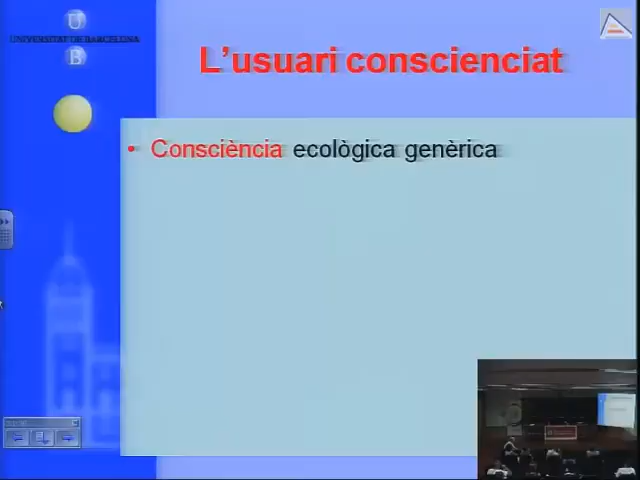 U
UNIVERSITAT DE BARCELONA
B
L’usuari conscienciat
• Consciència ecològica genèrica